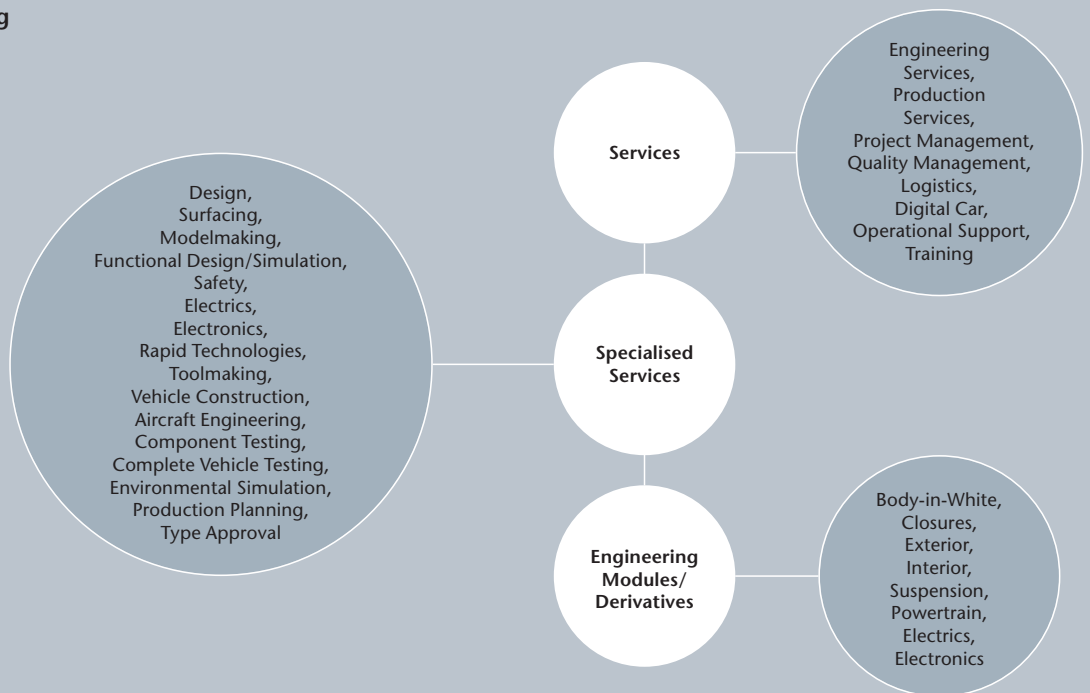 Services
Engineering
Services,
Production
Services,
Project Management,
Quality Management,
Logistics,
Digital Car,
Operational Support,
Training
Design,
Surfacing,
Modelmaking,
Functional Design/Simulation,
Safety,
Electrics,
Electronics,
Rapid Technologies,
Toolmaking,
Vehicle Construction,
Aircraft Engineering,
Component Testing,
Complete Vehicle Testing,
Environmental Simulation,
Production Planning,
Type Approval
Specialised
Services
Engineering
Modules/
Derivatives
Body-in-White,
Closures,
Exterior,
Interior,
Suspension,
Powertrain,
Electrics,
Electronics